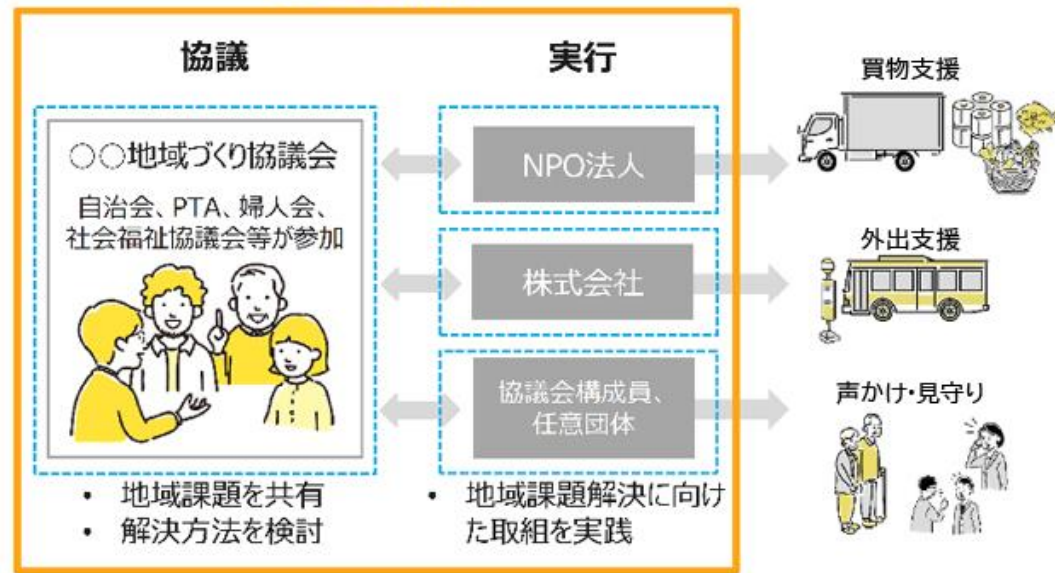 協議
○○地域づくり協議会
自治会、PTA、婦人会、
社会福祉協議会等が参加
• 地域課題を共有
• 解決方法を検討
実行
NPO法人
株式会社
協議会構成員、
任意団体
• 地域課題解決に向け
た取組を実践
買物支援
外出支援
声かけ・見守り